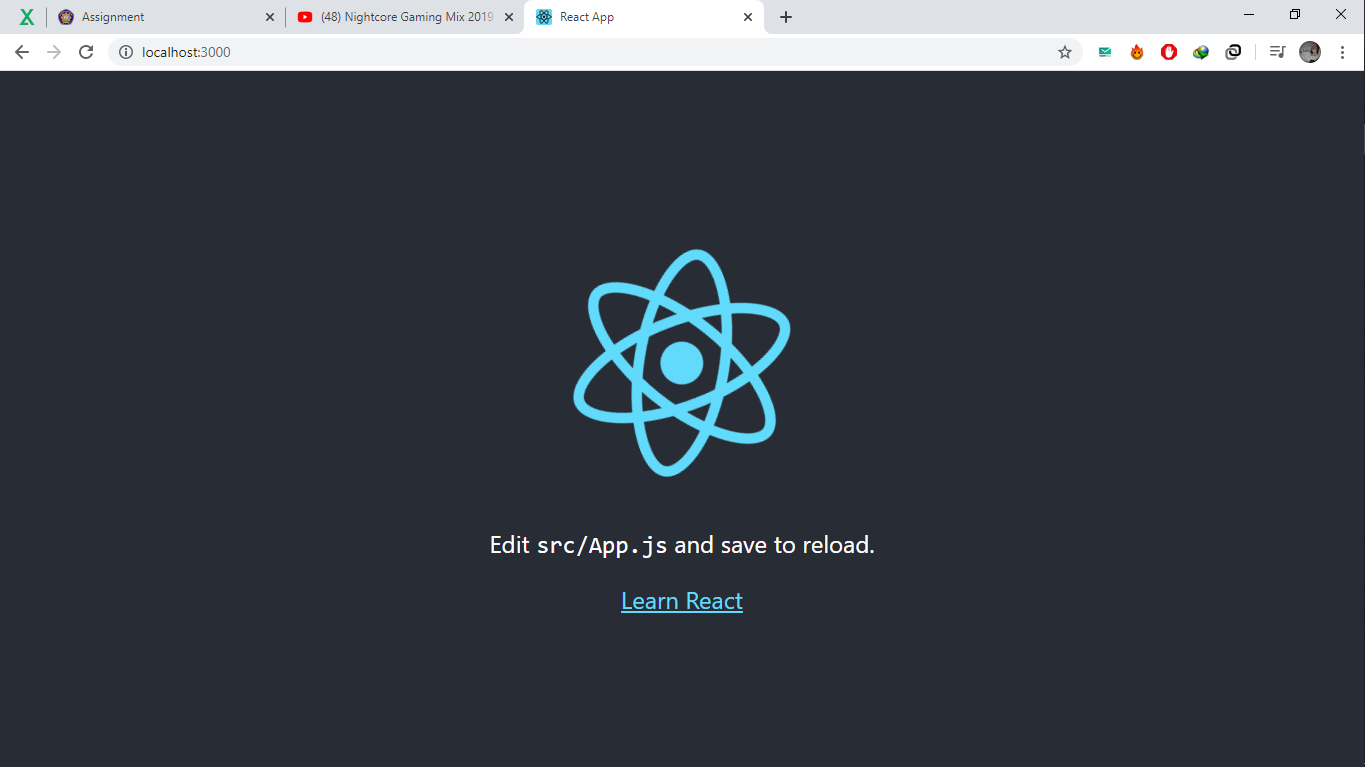 Assignment
(48) Nightcore Gaming Mix 2019
React App
localhost:3000
Edit src/App.js and save to reload.
Learn React